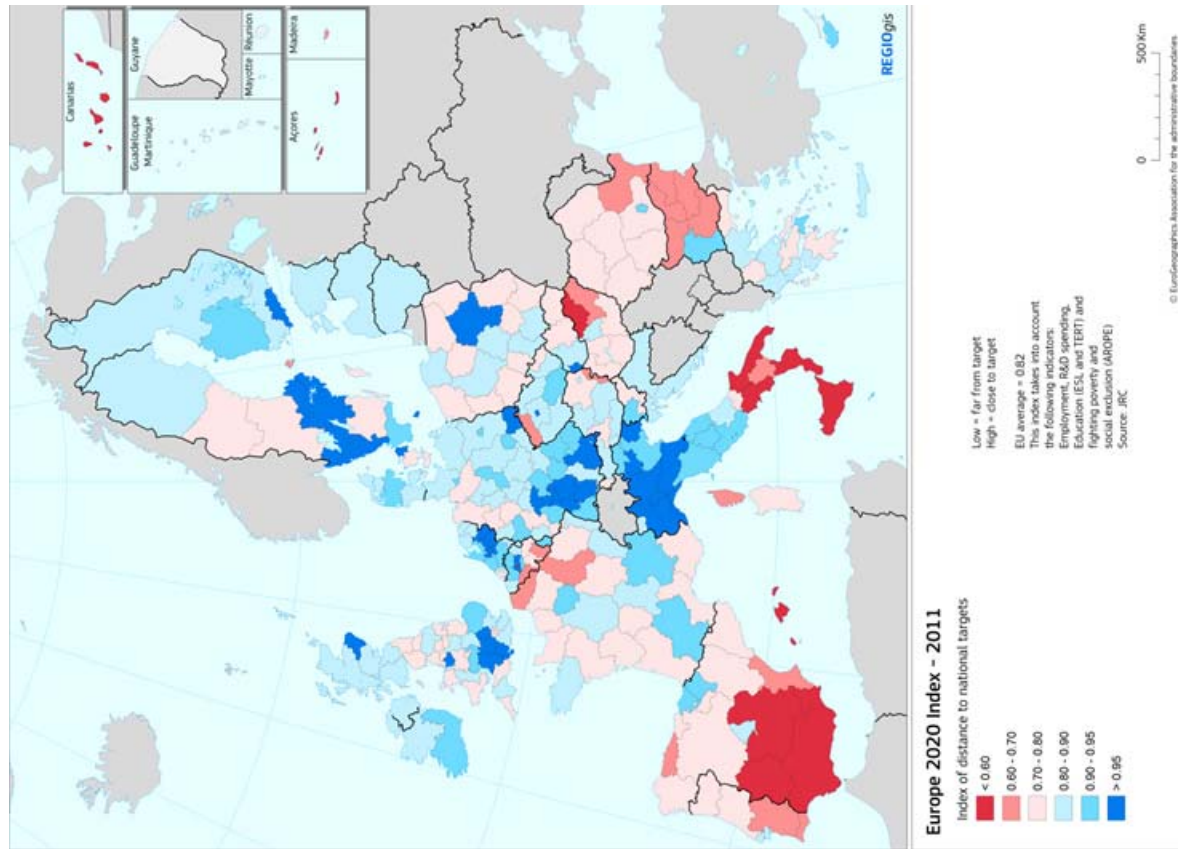 Canarias
Guadeloupe
Martinique
Guyane
Mayotte
Réunion
Açores
Madeira
REGIOgis
Europe 2020 Index – 2011
Index of distance to national targets
< 0.60
0.60 - 0.70
0.70 - 0.80
0.80 - 0.90
0.90 - 0.95
> 0.95
Low = far from target
High = close to target
EU average = 0.82
This index takes into account
the following indicators:
Employment, R&D spending,
Education (ESL and TERT) and
fighting poverty and
social exclusion (AROPE)
Source: JRC
0
500 Km
© EuroGeographics Association for the administrative boundaries